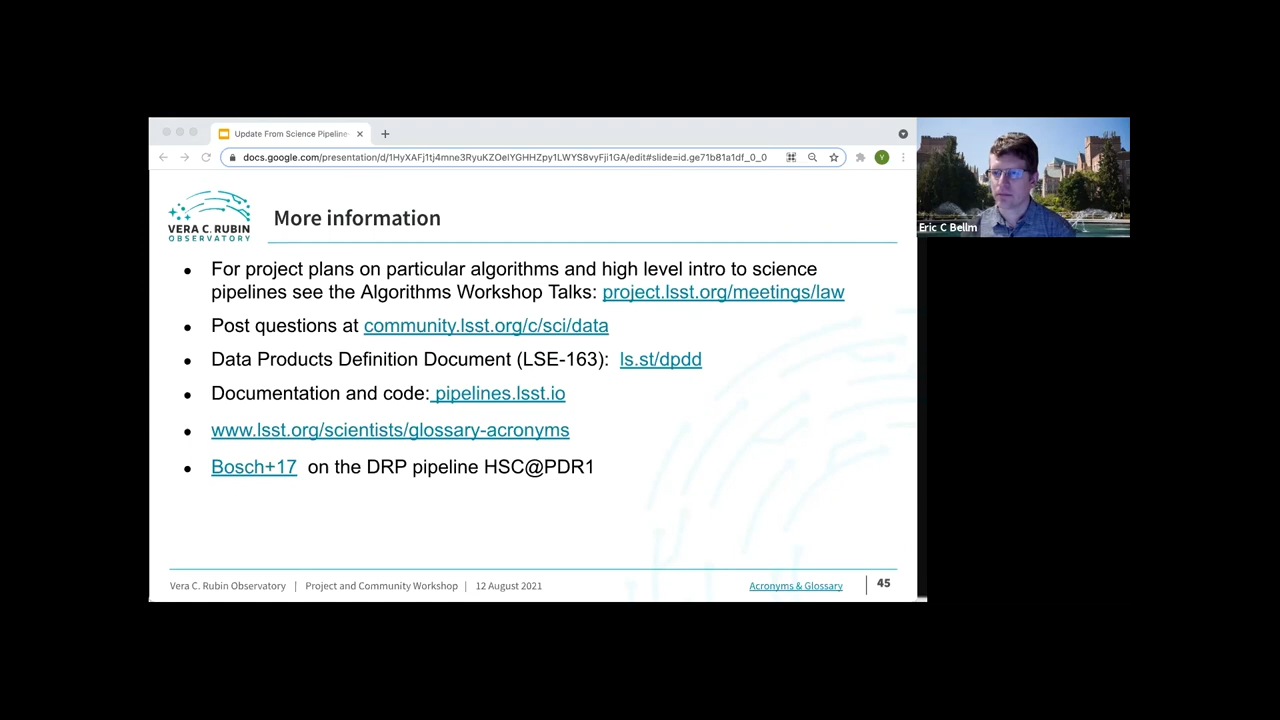 Update From Science Pipeline
docs.google.com/presentation/d/1HyXAFj1tj4mne3RyuKZOeIYGHHZpy1LWYS8vyFji1GA/edit#slide=id.ge71b81a1df_0_0
V
Eric C Bellm
VERA C. RUBIN
OBSERVATORY
More information
● For project plans on particular algorithms and high level intro to science
pipelines see the Algorithms Workshop Talks: project.lsst.org/meetings/law
● Post questions at community.lsst.org/c/sci/data
● Data Products Definition Document (LSE-163): ls.st/dpdd
● Documentation and code: pipelines.lsst.io
● www.lsst.org/scientists/glossary-acronyms
● Bosch+17 on the DRP pipeline HSC@PDR1
Vera C. Rubin Observatory | Project and Community Workshop | 12 August 2021
Acronyms & Glossary
45